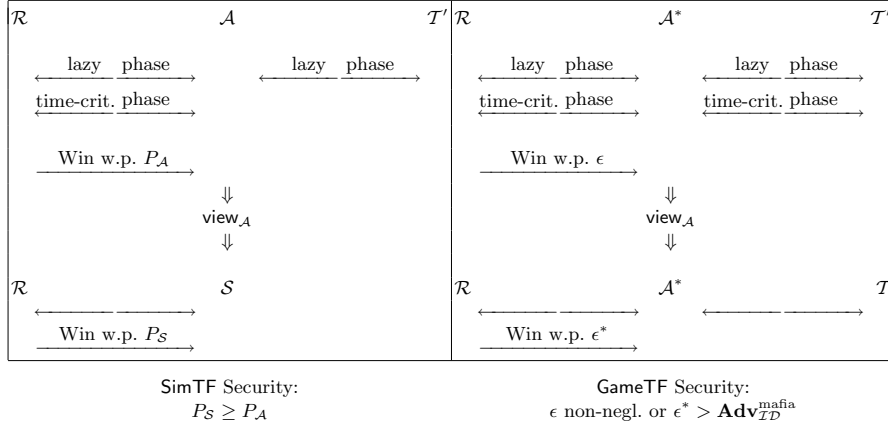 R A T′ R A* T′
lazy phase lazy phase lazy phase lazy phase
time-crit. phase time-crit. phase time-crit. phase
Win w.p. P_A Win w.p. ϵ
⇓ ⇓
view_A view_A
⇓ ⇓
R S R A* T
Win w.p. P_S Win w.p. ϵ*
SimTF Security: GameTF Security:
P_S ≥ P_A ϵ non-negl. or ϵ* > Adv^mafia_ID